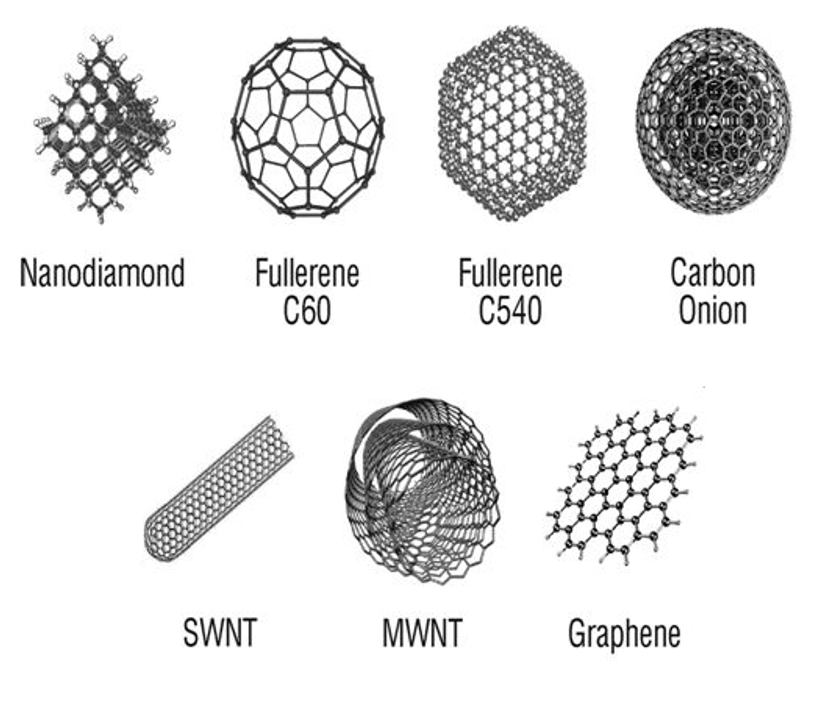 Nanodiamond
Fullerene
C60
Fullerene
C540
Carbon
Onion
SWNT
MWNT
Graphene